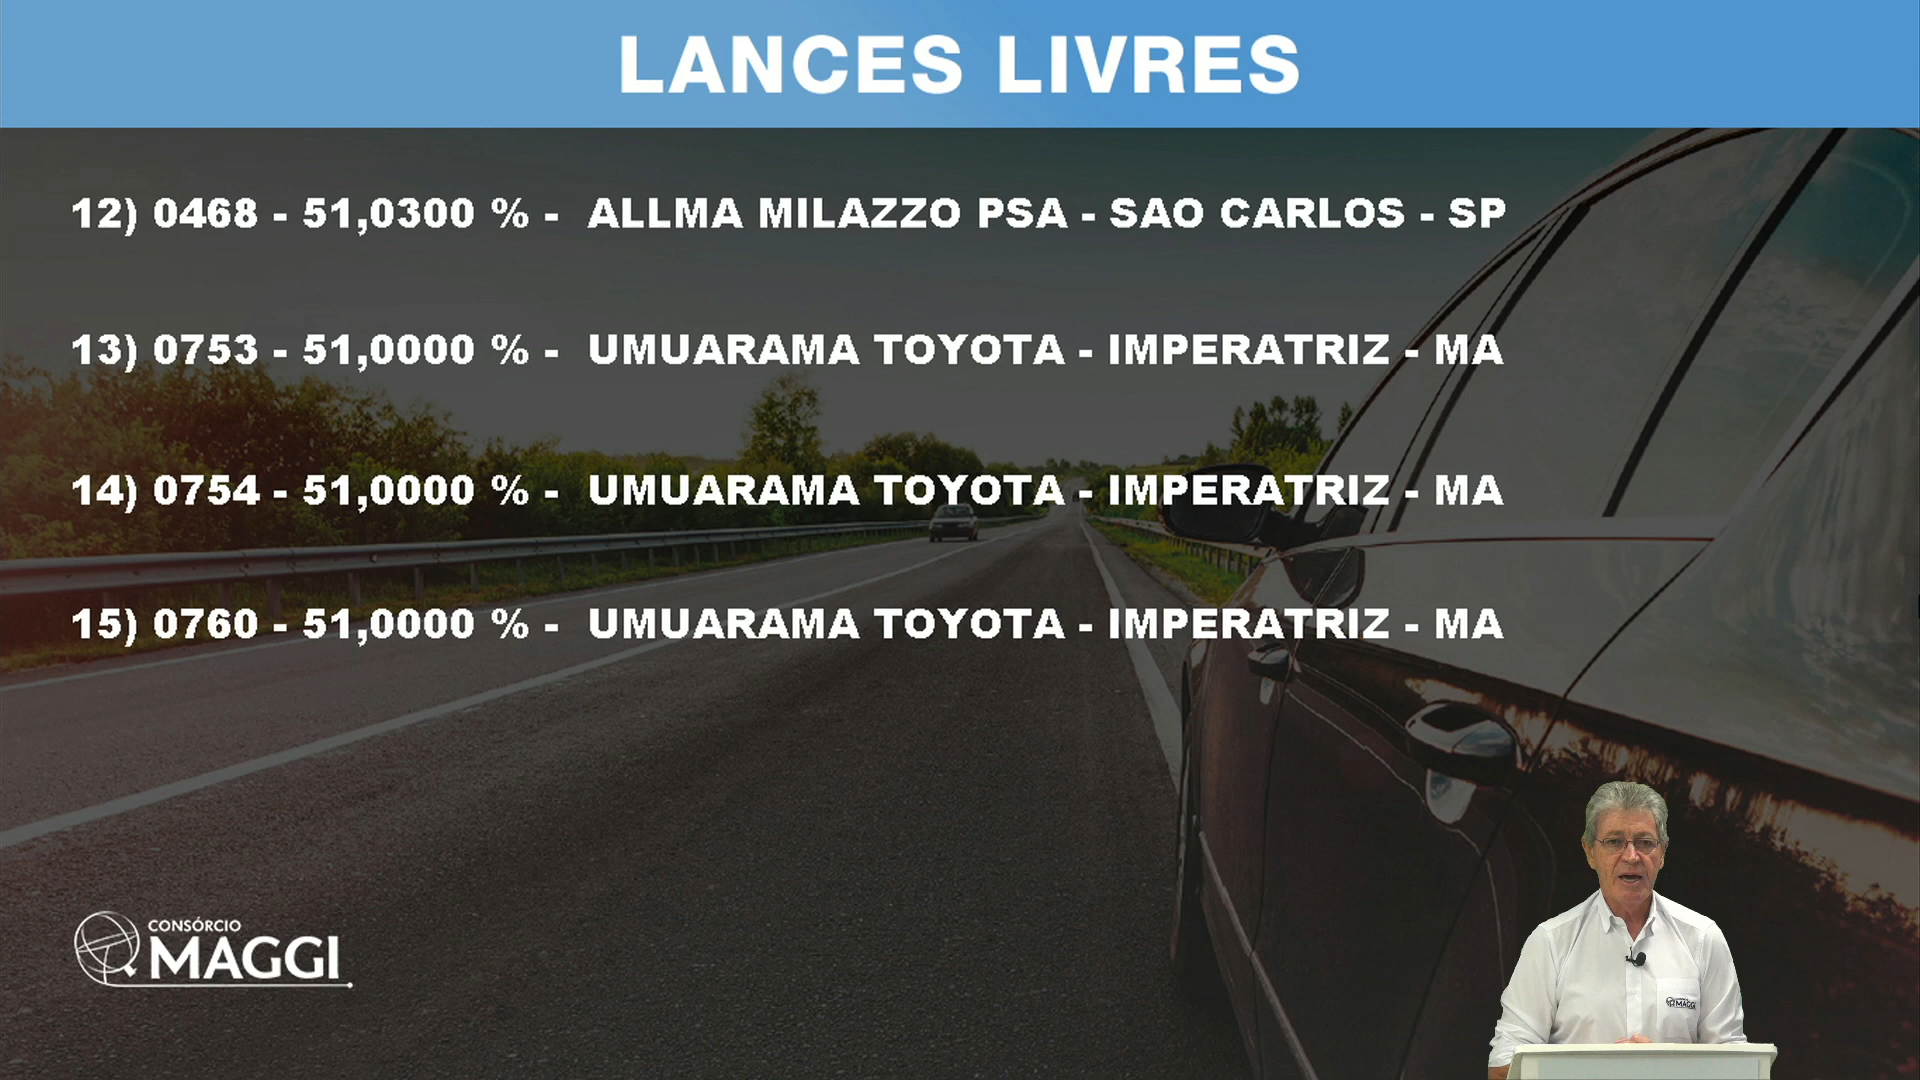 LANCES LIVRES
12) 0468 - 51,0300 % - ALLMA MILAZZO PSA - SAO CARLOS - SP
13) 0753 - 51,0000 % - UMUARAMA TOYOTA - IMPERATRIZ - MA
14) 0754 - 51,0000 % - UMUARAMA TOYOTA - IMPERATRIZ - MA
15) 0760 - 51,0000 % - UMUARAMA TOYOTA - IMPERATRIZ - MA
CONSÓRCIO
MAGGI
MAGGI